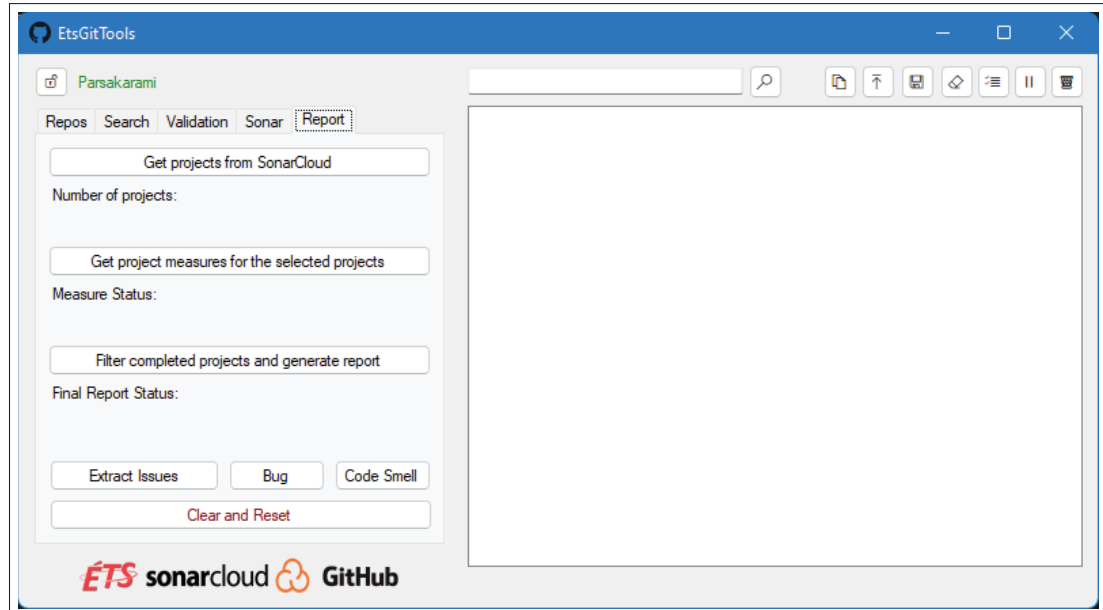 EtsGitTools
Parsakarami
Repos Search Validation Sonar Report
Get projects from SonarCloud
Number of projects:
Get project measures for the selected projects
Measure Status:
Filter completed projects and generate report
Final Report Status:
Extract Issues Bug Code Smell
Clear and Reset
ÉTS sonarcloud GitHub